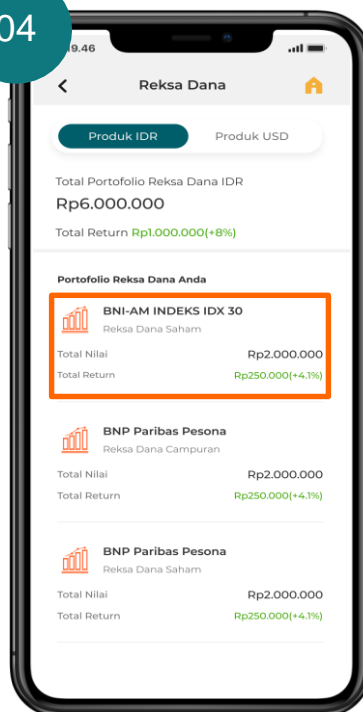 04
9.46
Reksa Dana
Produk IDR Produk USD
Total Portofolio Reksa Dana IDR
Rp6.000.000
Total Return Rp1.000.000(+8%)
Portofolio Reksa Dana Anda
BNI-AM INDEKS IDX 30
Reksa Dana Saham
Total Nilai Rp2.000.000
Total Return Rp250.000(+4.1%)
BNP Paribas Pesona
Reksa Dana Campuran
Total Nilai Rp2.000.000
Total Return Rp250.000(+4.1%)
BNP Paribas Pesona
Reksa Dana Saham
Total Nilai Rp2.000.000
Total Return Rp250.000(+4.1%)